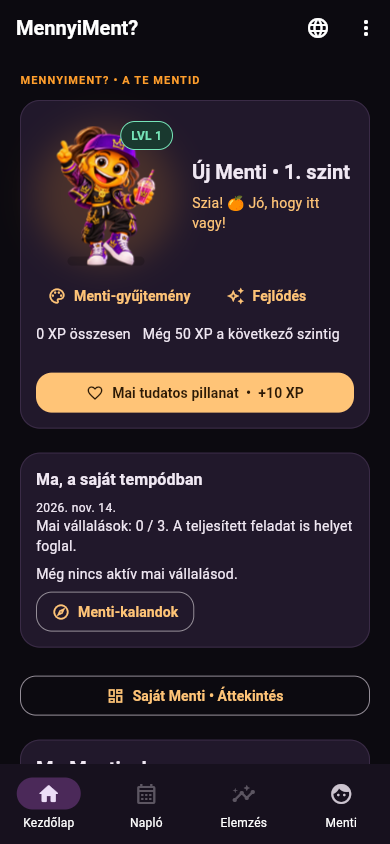 MennyiMent?
MENNYIMENT? • A TE MENTID
LVL 1
Új Menti • 1. szint
Szia! 🍊 Jó, hogy itt
vagy!
Menti-gyűjtemény
Fejlődés
0 XP összesen
Még 50 XP a következő szintig
Mai tudatos pillanat • +10 XP
Ma, a saját tempódban
2026. nov. 14.
Mai vállalások: 0 / 3. A teljesített feladat is helyet
foglal.
Még nincs aktív mai vállalásod.
Menti-kalandok
Saját Menti • Áttekintés
Kezdőlap
Napló
Elemzés
Menti